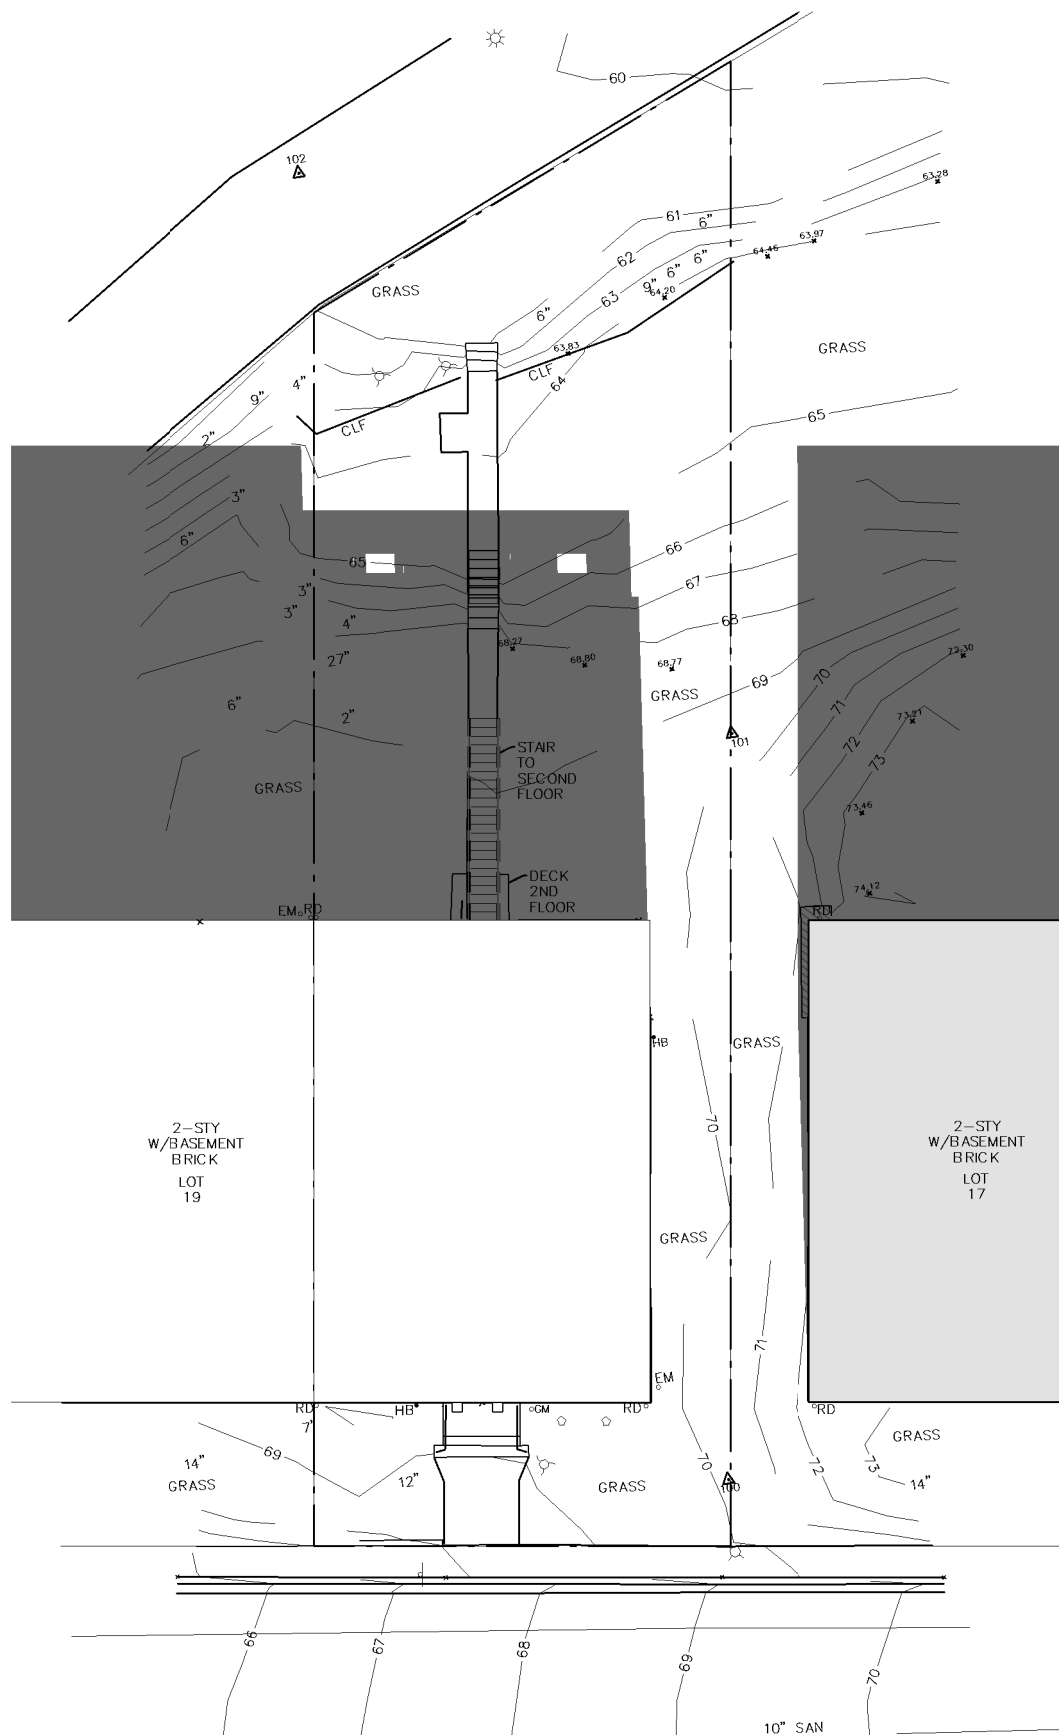 60
102
63.28
61
6"
63.97
62
6"
64.46
6"
9"
64.20
GRASS
63
6"
63.83
GRASS
CLF
64
4"
9"
65
CLF
2"
3"
6"
66
65
67
3"
3"
4"
68
68.27
27"
68.80
68.77
72.30
69
70
GRASS
6"
71
2"
73.21
72
101
STAIR
TO
SECOND
FLOOR
73
GRASS
73.46
DECK
2ND
FLOOR
74.12
EM
RD
RD
HB
GRASS
70
2-STY
W/BASEMENT
BRICK
LOT
19
2-STY
W/BASEMENT
BRICK
LOT
17
GRASS
71
EM
RD
HB
GM
RD
RD
7'
69
GRASS
14"
70
72
73
12"
GRASS
GRASS
100
14"
66
67
68
69
70
10" SAN